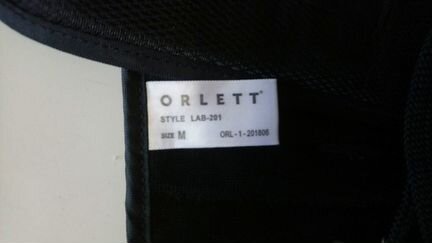 ORLETT®
STYLE LAB-201
SIZE M ORL-1-201806